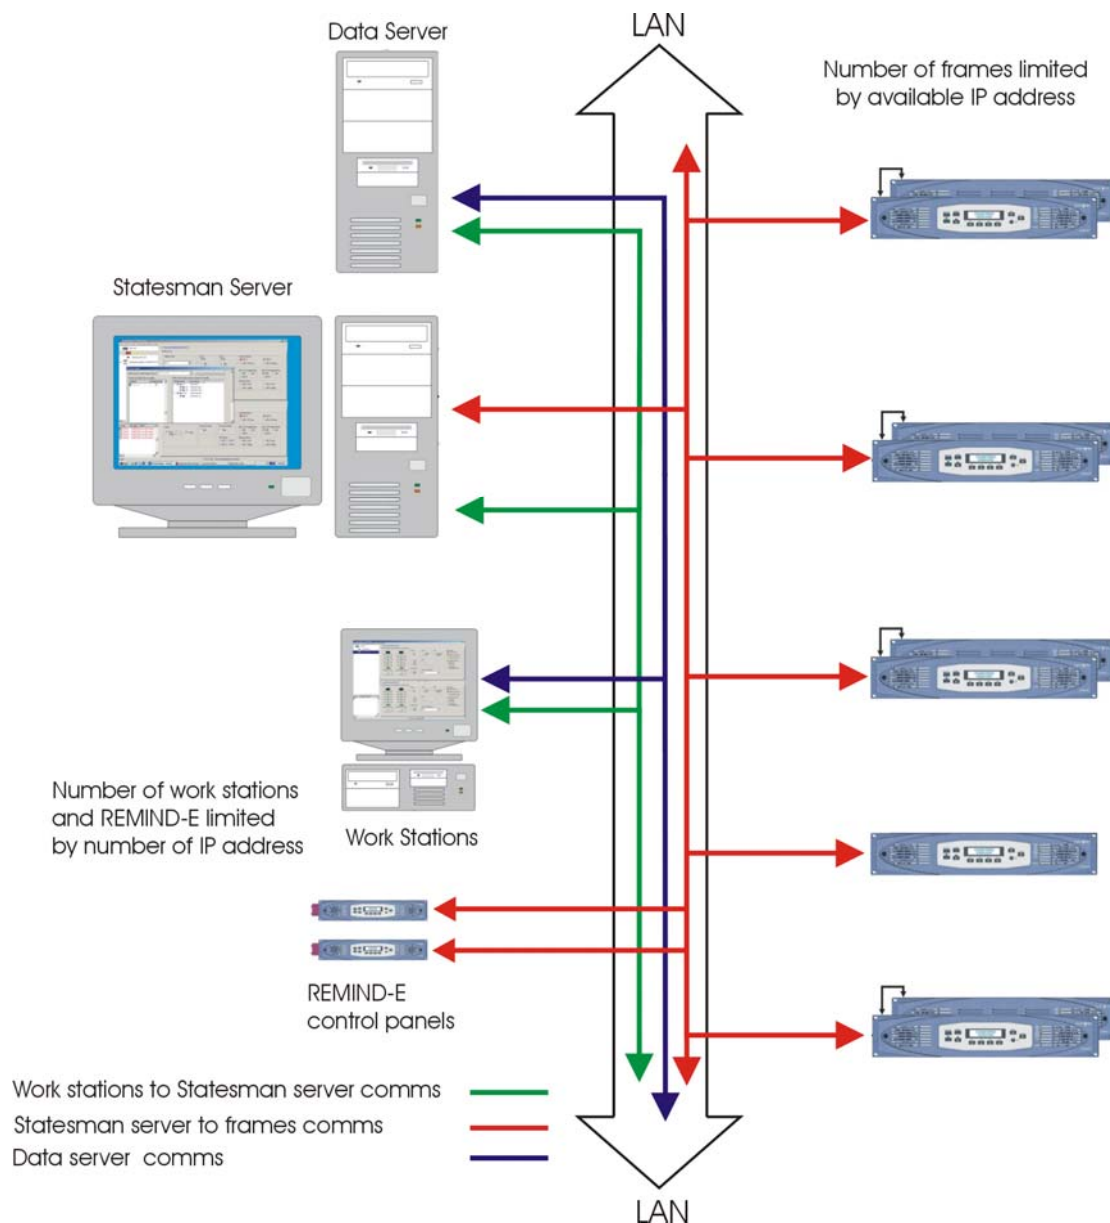 LAN
Data Server
Number of frames limited
by available IP address
Statesman Server
Number of work stations
and REMIND-E limited
by number of IP address
Work Stations
REMIND-E
control panels
Work stations to Statesman server comms
Statesman server to frames comms
Data server comms
LAN